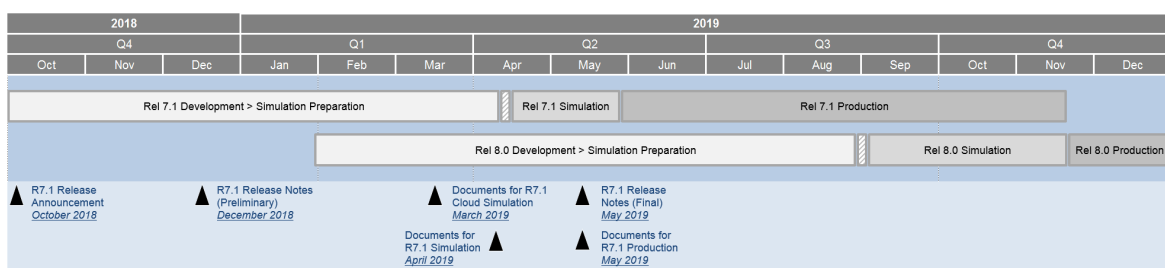 2018 2019
Q4 Q1 Q2 Q3 Q4
Oct Nov Dec Jan Feb Mar Apr May Jun Jul Aug Sep Oct Nov Dec
Rel 7.1 Development > Simulation Preparation Rel 7.1 Simulation Rel 7.1 Production
Rel 8.0 Development > Simulation Preparation Rel 8.0 Simulation Rel 8.0 Production
R7.1 Release
Announcement
October 2018
R7.1 Release Notes
(Preliminary)
December 2018
Documents for R7.1
Cloud Simulation
March 2019
R7.1 Release
Notes (Final)
May 2019
Documents for
R7.1 Simulation
April 2019
Documents for
R7.1 Production
May 2019